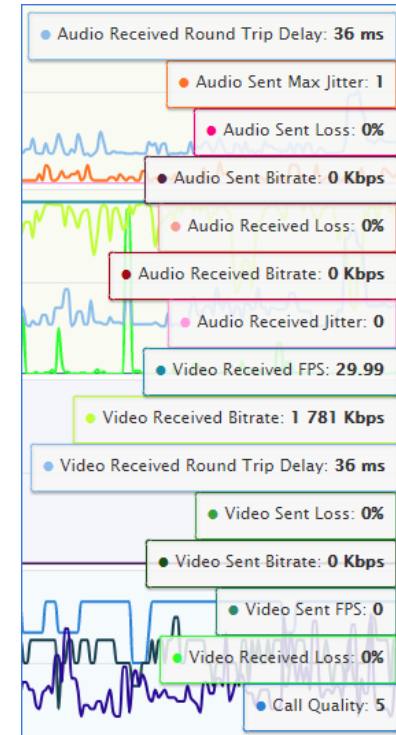 Audio Received Round Trip Delay: 36 ms
Audio Sent Max Jitter: 1
Audio Sent Loss: 0%
Audio Sent Bitrate: 0 Kbps
Audio Received Loss: 0%
Audio Received Bitrate: 0 Kbps
Audio Received Jitter: 0
Video Received FPS: 29.99
Video Received Bitrate: 1 781 Kbps
Video Received Round Trip Delay: 36 ms
Video Sent Loss: 0%
Video Sent Bitrate: 0 Kbps
Video Sent FPS: 0
Video Received Loss: 0%
Call Quality: 5